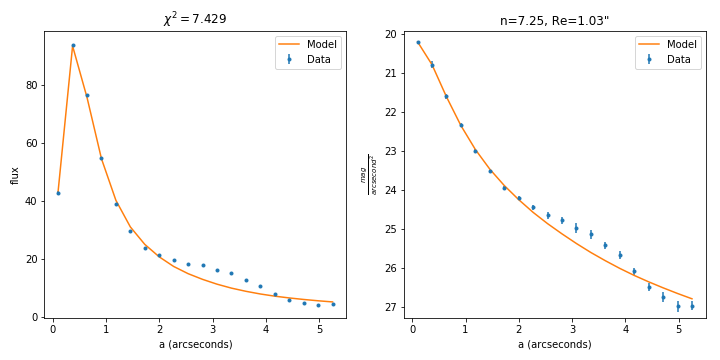 χ² = 7.429
Model
Data
flux
80
60
40
20
0
0 1 2 3 4 5
a (arcseconds)
n=7.25, Re=1.03"
Model
Data
mag
arcsecond²
20
21
22
23
24
25
26
27
0 1 2 3 4 5
a (arcseconds)